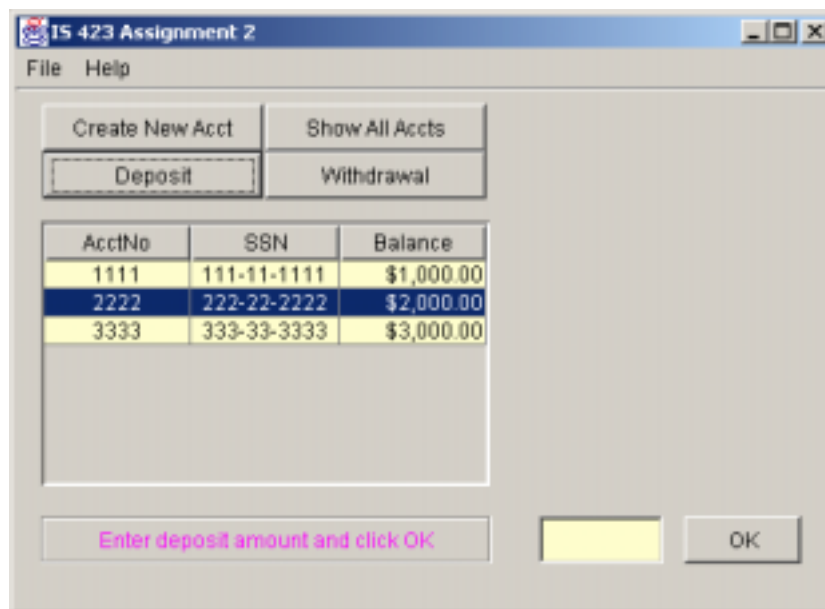 IS 423 Assignment 2
File Help
Create New Acct Show All Accts
Deposit Withdrawal
AcctNo SSN Balance
1111 111-11-1111 $1,000.00
2222 222-22-2222 $2,000.00
3333 333-33-3333 $3,000.00
Enter deposit amount and click OK OK